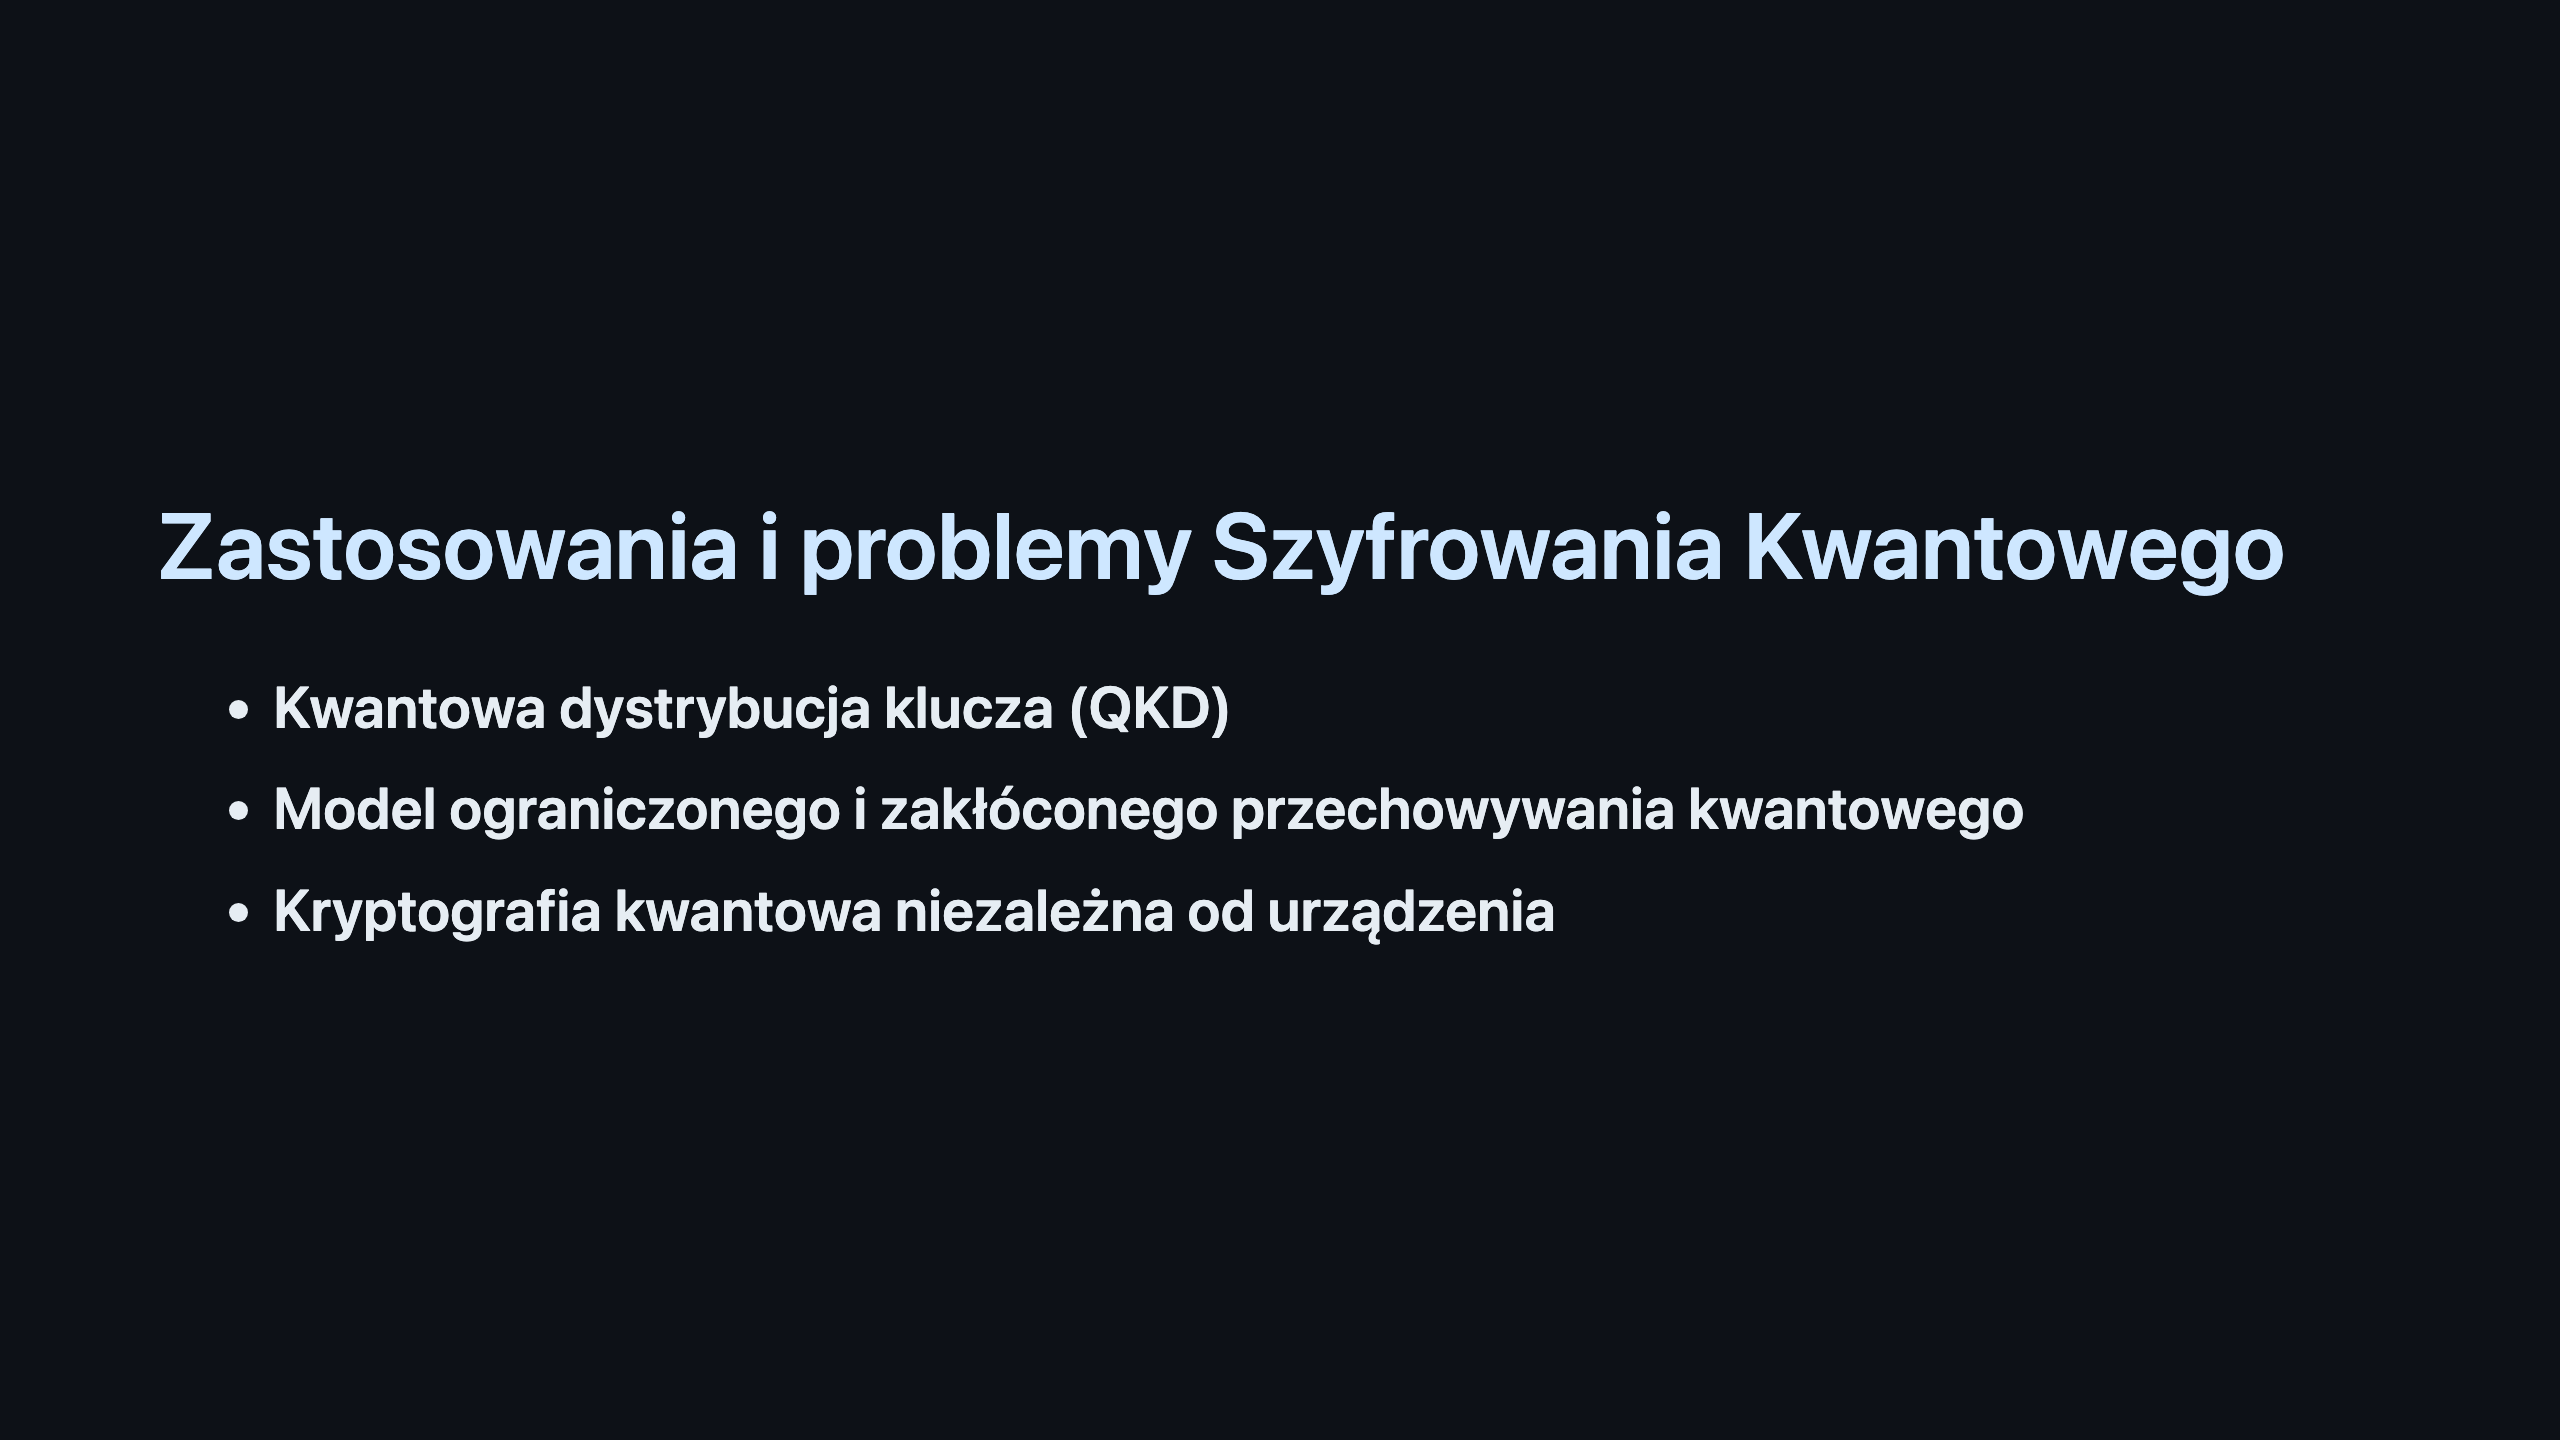 Zastosowania i problemy Szyfrowania Kwantowego
• Kwantowa dystrybucja klucza (QKD)
• Model ograniczonego i zakłóconego przechowywania kwantowego
• Kryptografia kwantowa niezależna od urządzenia